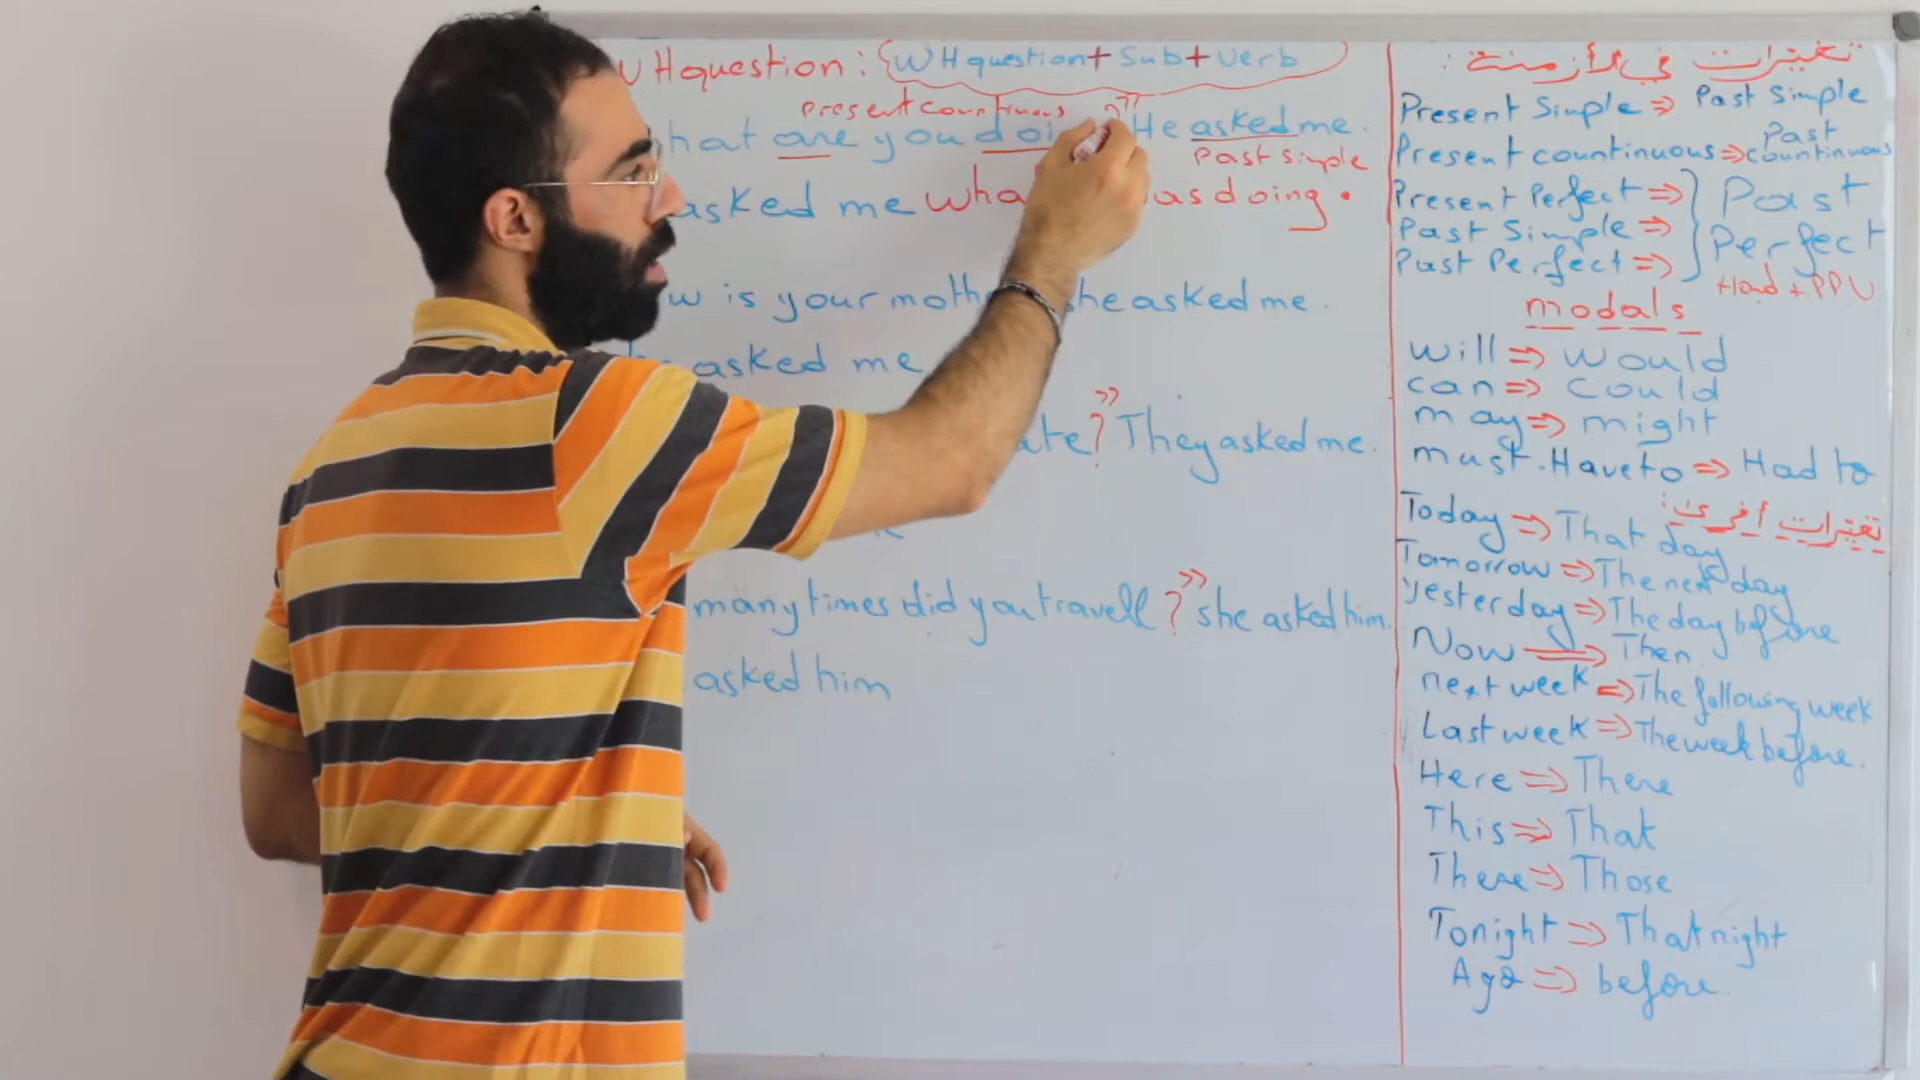 WH question : WH question + Sub + verb
Present countinuous
hat are you doi ?" He asked me.
Past Simple
asked me wha as doing.
w is your moth she asked me.
asked me
ate?" They asked me.
many times did you travell ?" she asked him.
asked him
تغيرات في الأزمنة :
Present Simple ⇒ Past Simple
Present countinuous ⇒ Past countinuous
Present Perfect ⇒
Past Simple ⇒
Past Perfect ⇒
Past Perfect
Had + PPV
modals
will ⇒ would
can ⇒ could
may ⇒ might
must . Have to ⇒ Had to
تغيرات أخرى :
Today ⇒ That day
Tomorrow ⇒ The next day
yesterday ⇒ The day before
Now ⇒ Then
next week ⇒ The following week
Last week ⇒ The week before.
Here ⇒ There
This ⇒ That
These ⇒ Those
Tonight ⇒ That night
Ago ⇒ before.